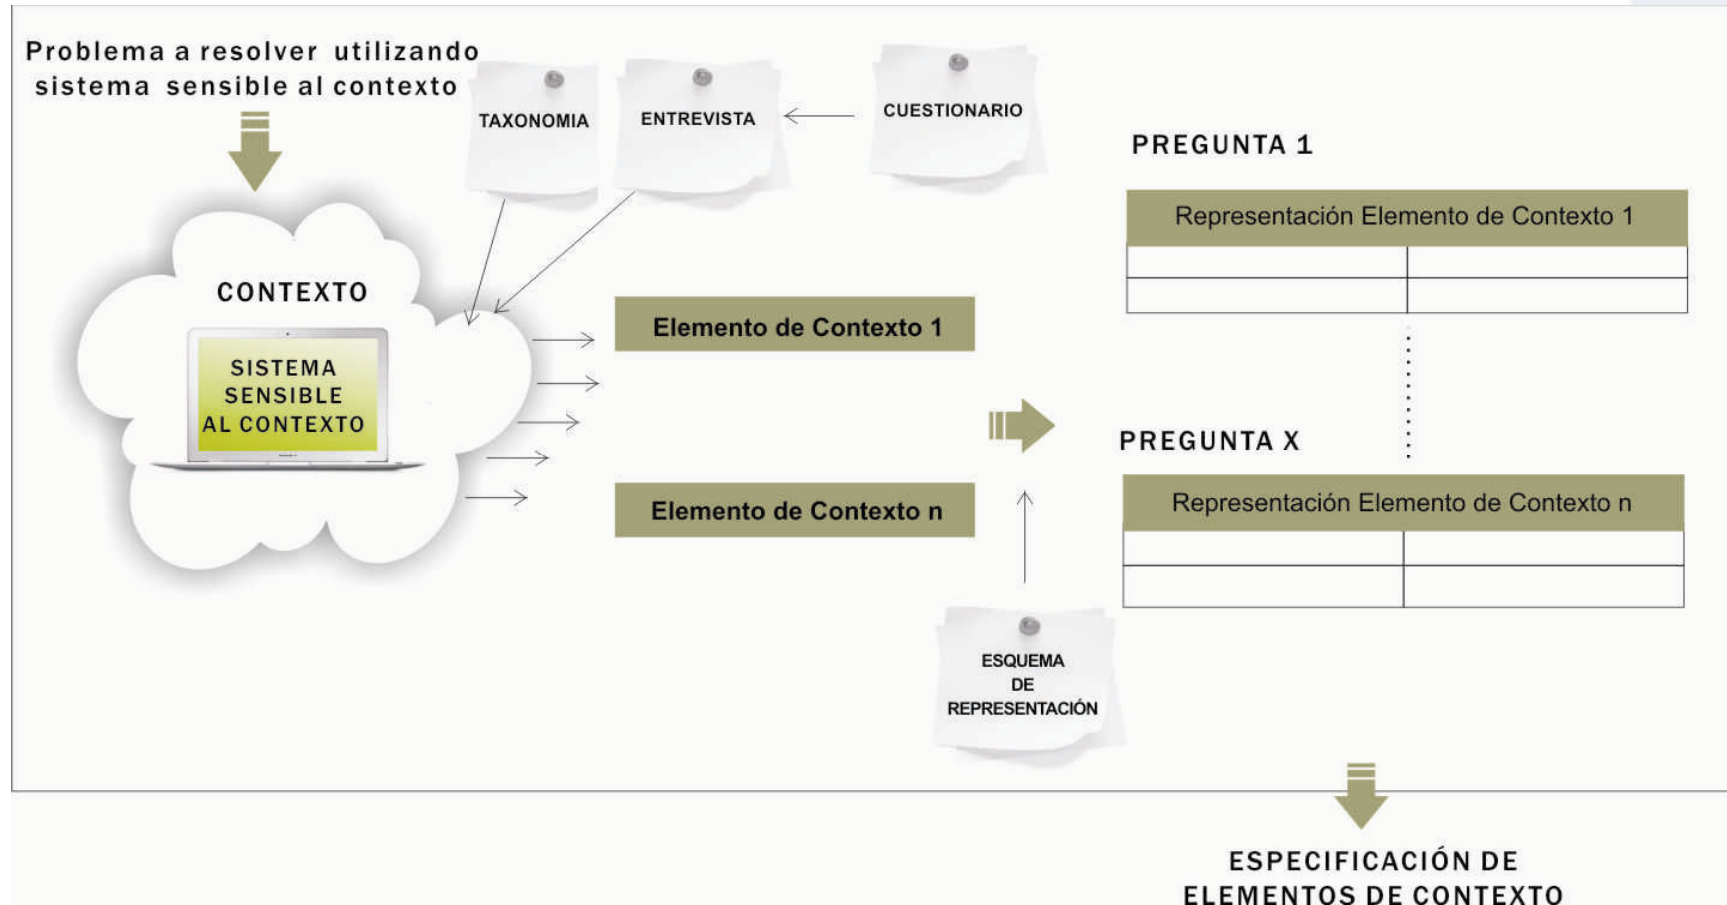 Problema a resolver utilizando
sistema sensible al contexto
TAXONOMIA
ENTREVISTA
CUESTIONARIO
CONTEXTO
SISTEMA
SENSIBLE
AL CONTEXTO
Elemento de Contexto 1
Elemento de Contexto n
PREGUNTA 1
Representación Elemento de Contexto 1
PREGUNTA X
Representación Elemento de Contexto n
ESQUEMA
DE
REPRESENTACIÓN
ESPECIFICACIÓN DE
ELEMENTOS DE CONTEXTO